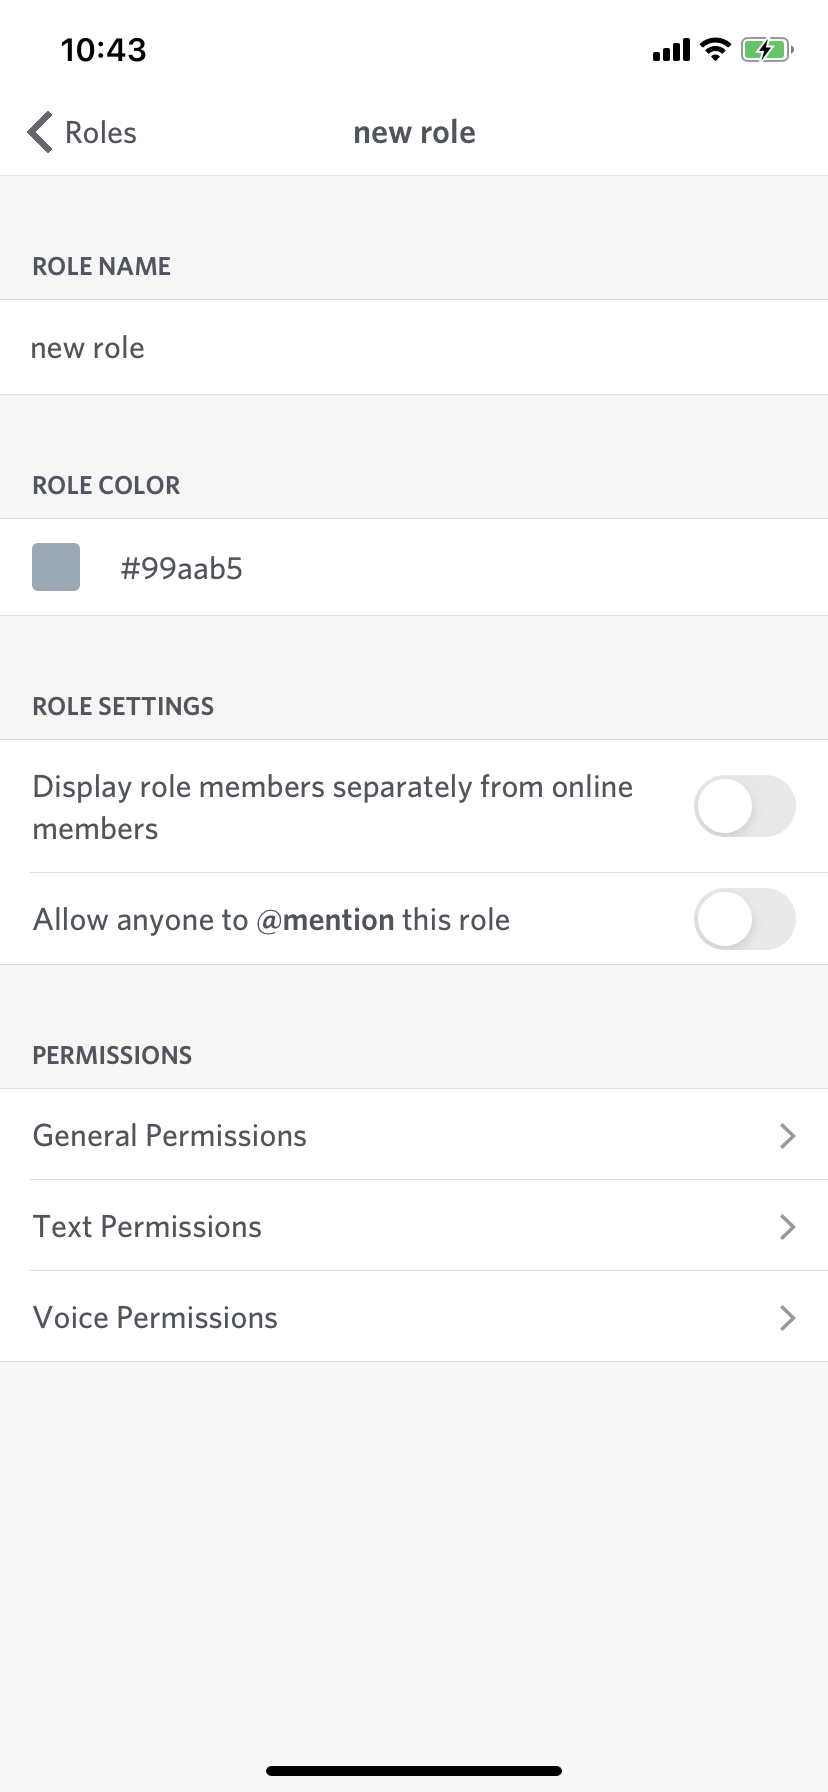 10:43
Roles
new role
ROLE NAME
new role
ROLE COLOR
#99aab5
ROLE SETTINGS
Display role members separately from online
members
Allow anyone to @mention this role
PERMISSIONS
General Permissions
Text Permissions
Voice Permissions